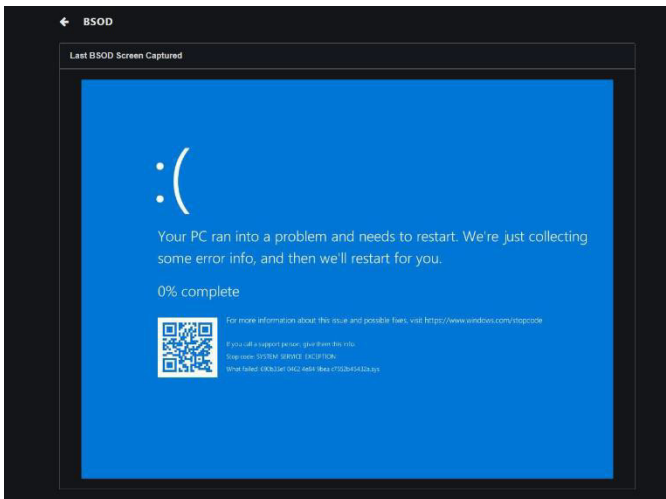 BSOD
Last BSOD Screen Captured
:(
Your PC ran into a problem and needs to restart. We're just collecting
some error info, and then we'll restart for you.
0% complete
For more information about this issue and possible fixes, visit https://www.windows.com/stopcode
If you call a support person, give them this info:
Stop code: SYSTEM SERVICE EXCEPTION
What failed: